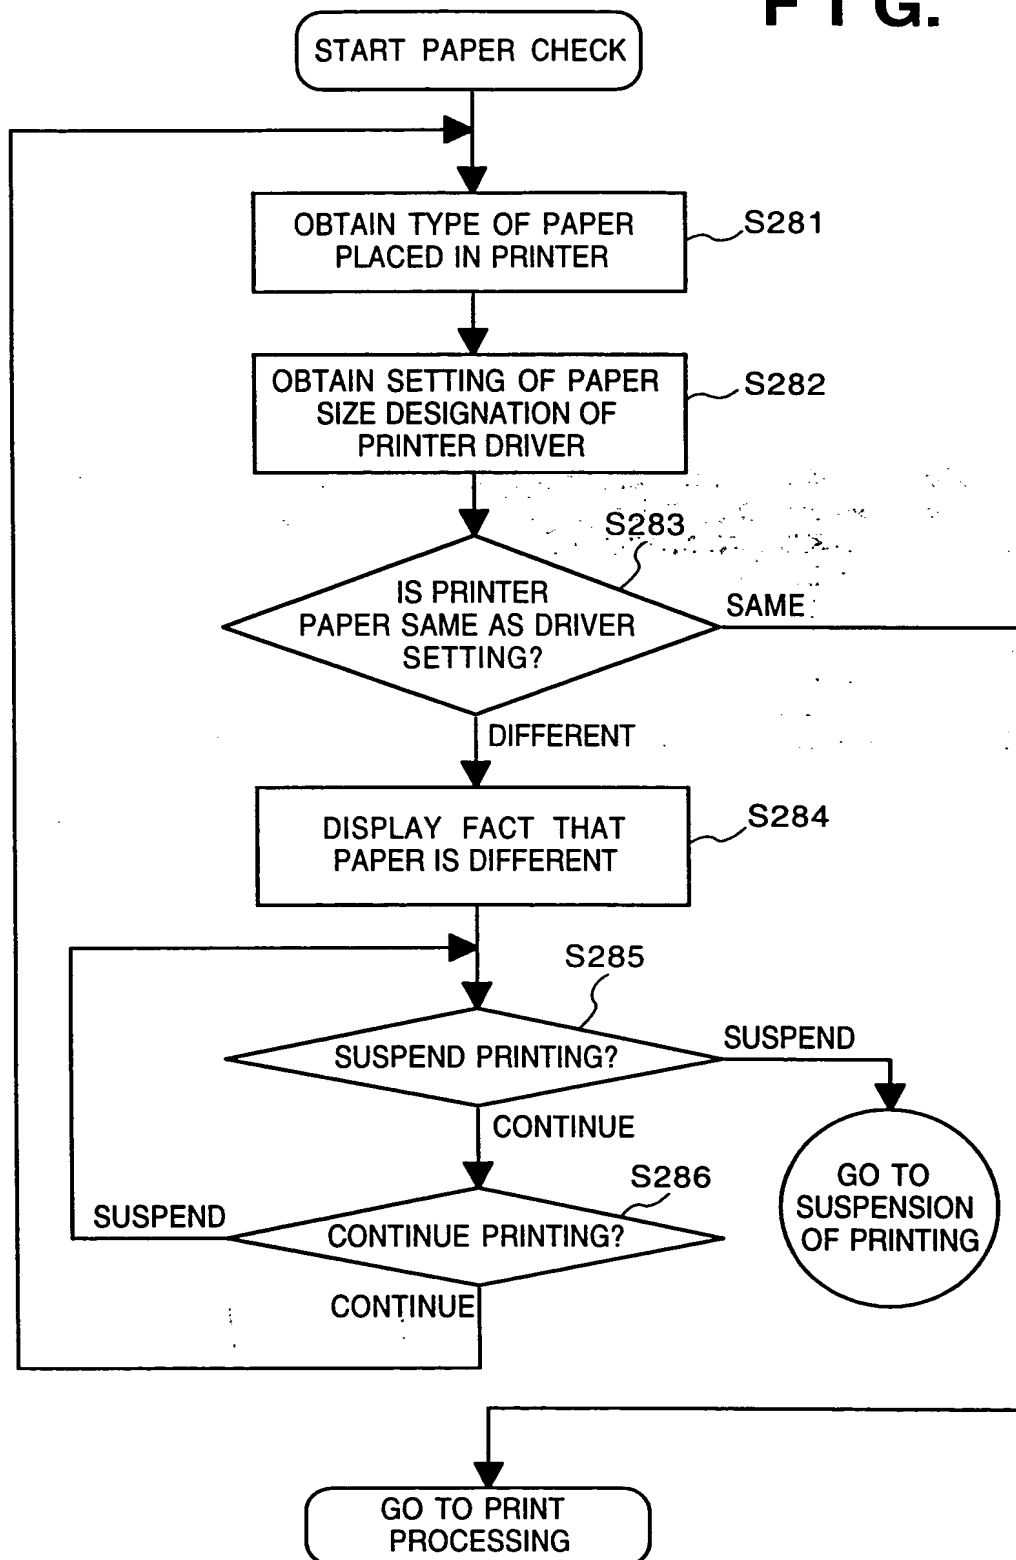 FIG.
START PAPER CHECK
OBTAIN TYPE OF PAPER
PLACED IN PRINTER
S281
OBTAIN SETTING OF PAPER
SIZE DESIGNATION OF
PRINTER DRIVER
S282
S283
IS PRINTER
PAPER SAME AS DRIVER
SETTING?
SAME
DIFFERENT
DISPLAY FACT THAT
PAPER IS DIFFERENT
S284
S285
SUSPEND PRINTING?
SUSPEND
CONTINUE
GO TO
SUSPENSION
OF PRINTING
S286
CONTINUE PRINTING?
SUSPEND
CONTINUE
GO TO PRINT
PROCESSING